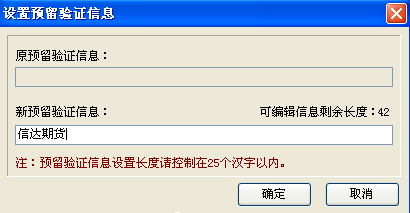 设置预留验证信息
原预留验证信息：
新预留验证信息： 可编辑信息剩余长度：42
信达期货
注：预留验证信息设置长度请控制在25个汉字以内。
确定 取消